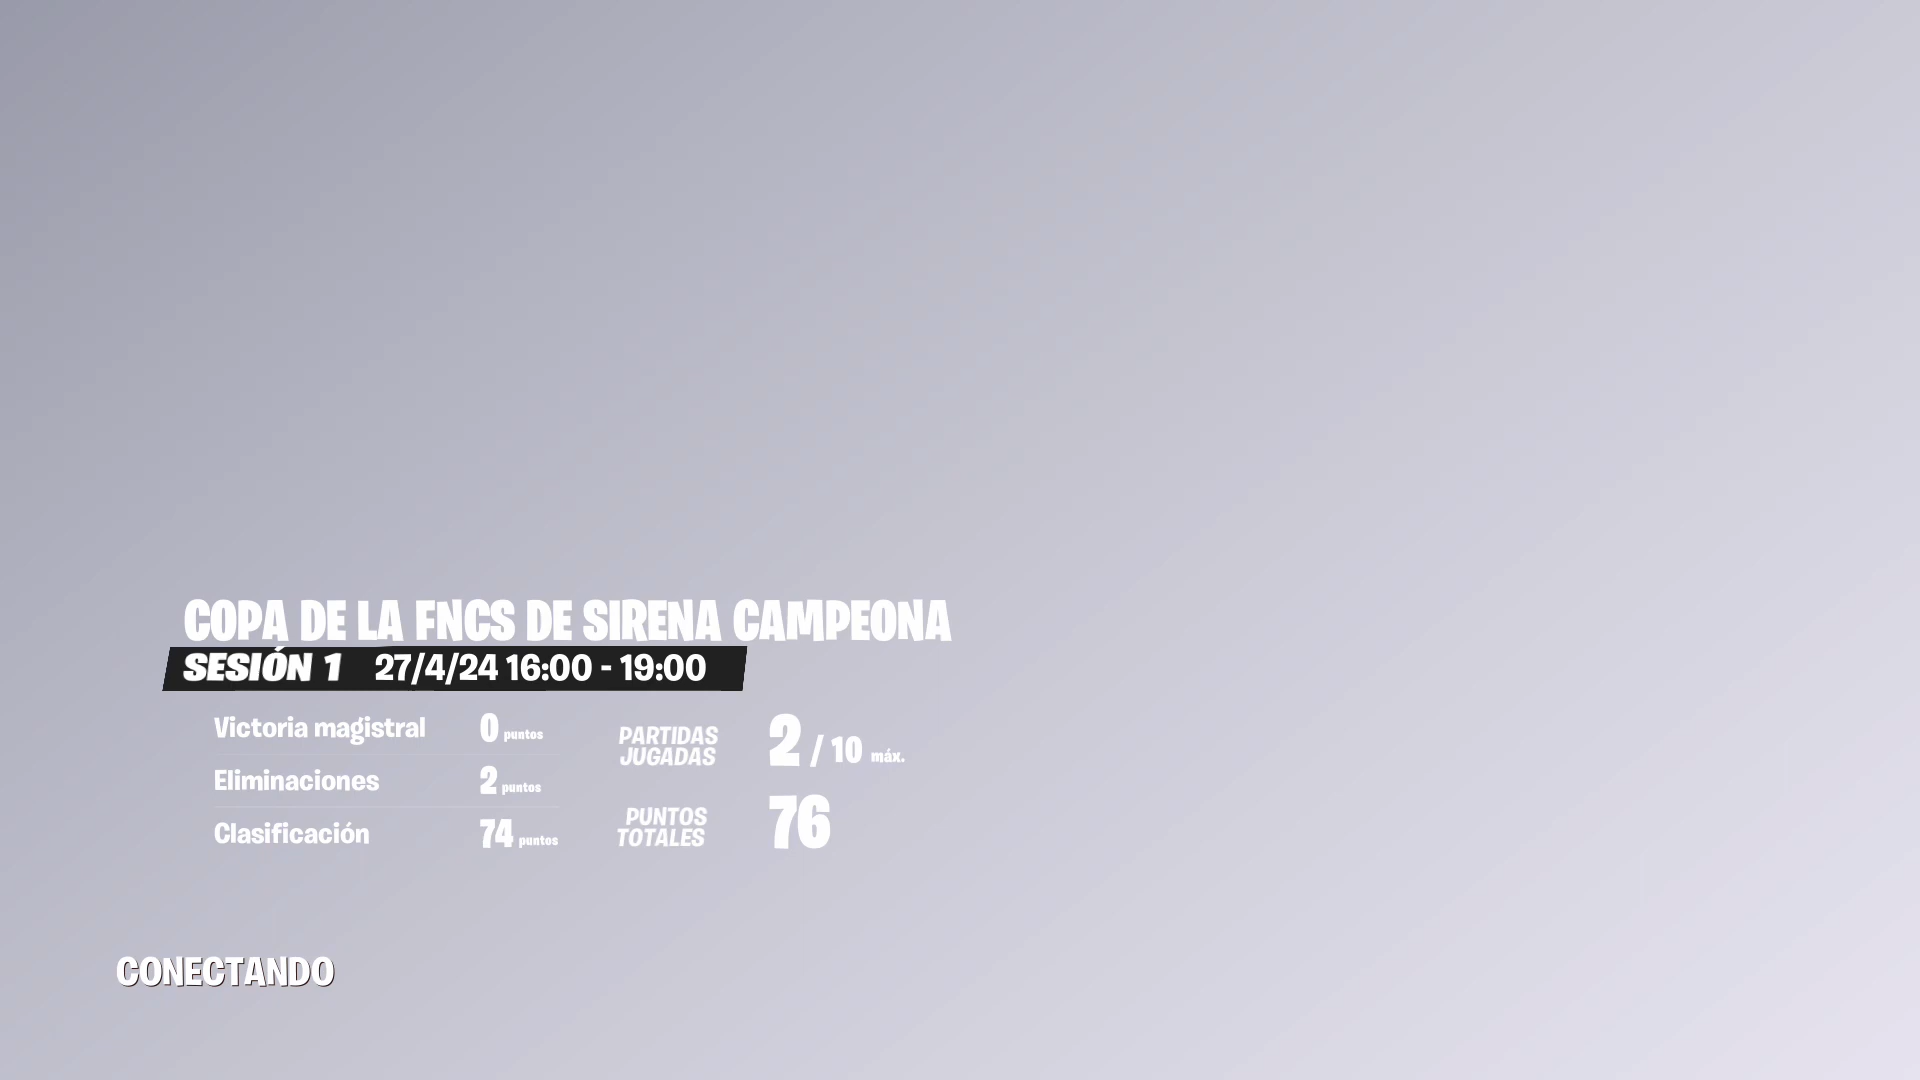 COPA DE LA FNCS DE SIRENA CAMPEONA
SESIÓN 1 27/4/24 16:00 - 19:00
Victoria magistral 0 puntos
Eliminaciones 2 puntos
Clasificación 74 puntos
PARTIDAS
JUGADAS
2 / 10 máx.
PUNTOS
TOTALES
76
CONECTANDO